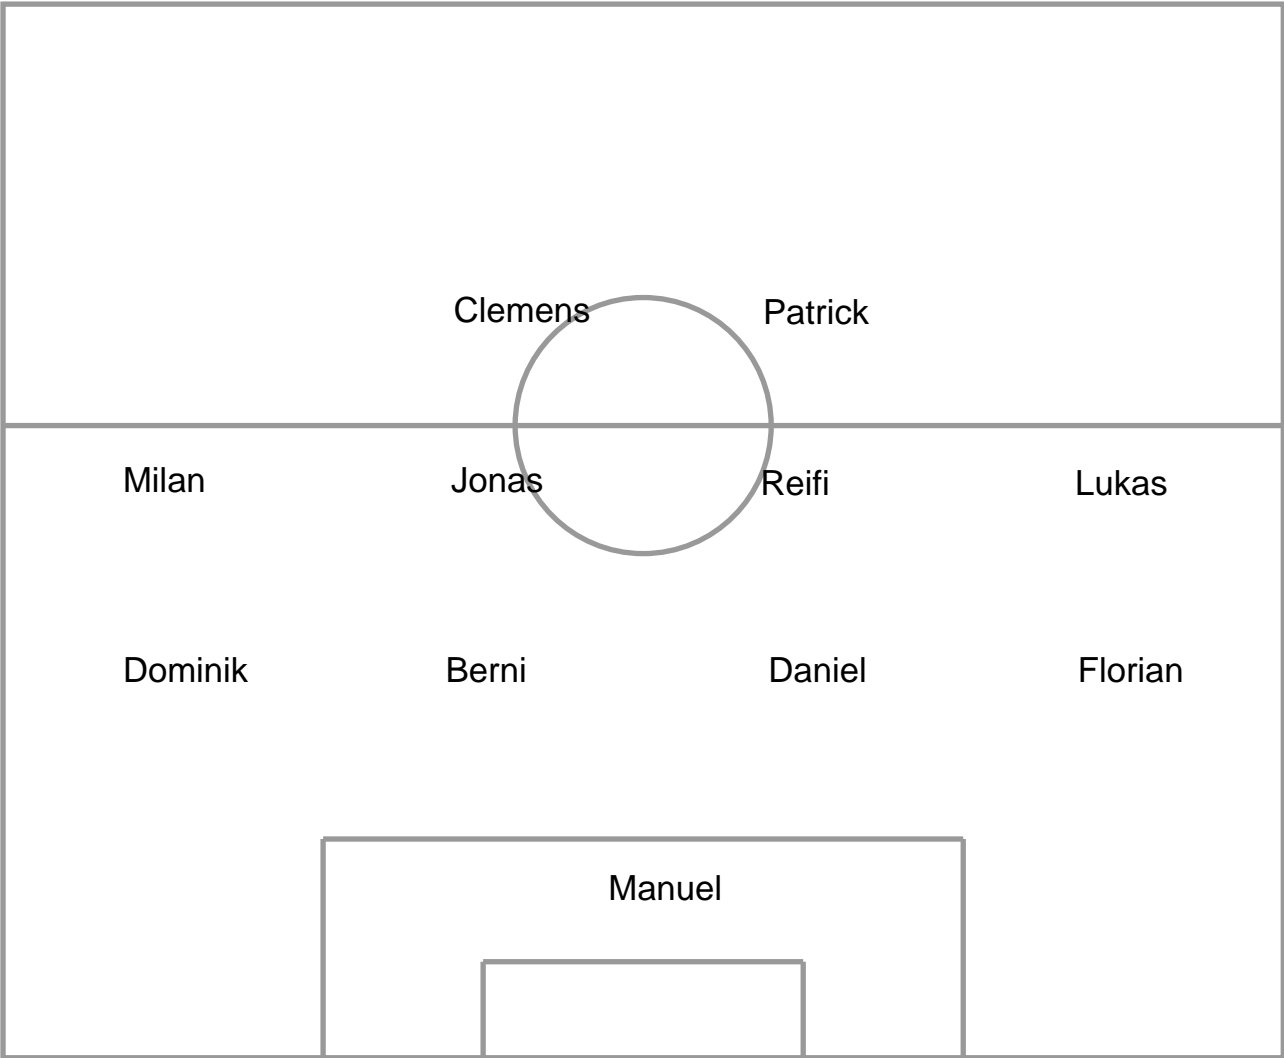 Clemens Patrick
Milan Jonas Reifi Lukas
Dominik Berni Daniel Florian
Manuel